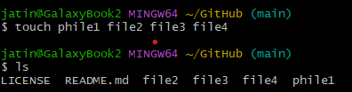 jatin@GalaxyBook2 MINGW64 ~/GitHub (main)
$ touch phile1 file2 file3 file4
jatin@GalaxyBook2 MINGW64 ~/GitHub (main)
$ ls
LICENSE  README.md  file2  file3  file4  phile1